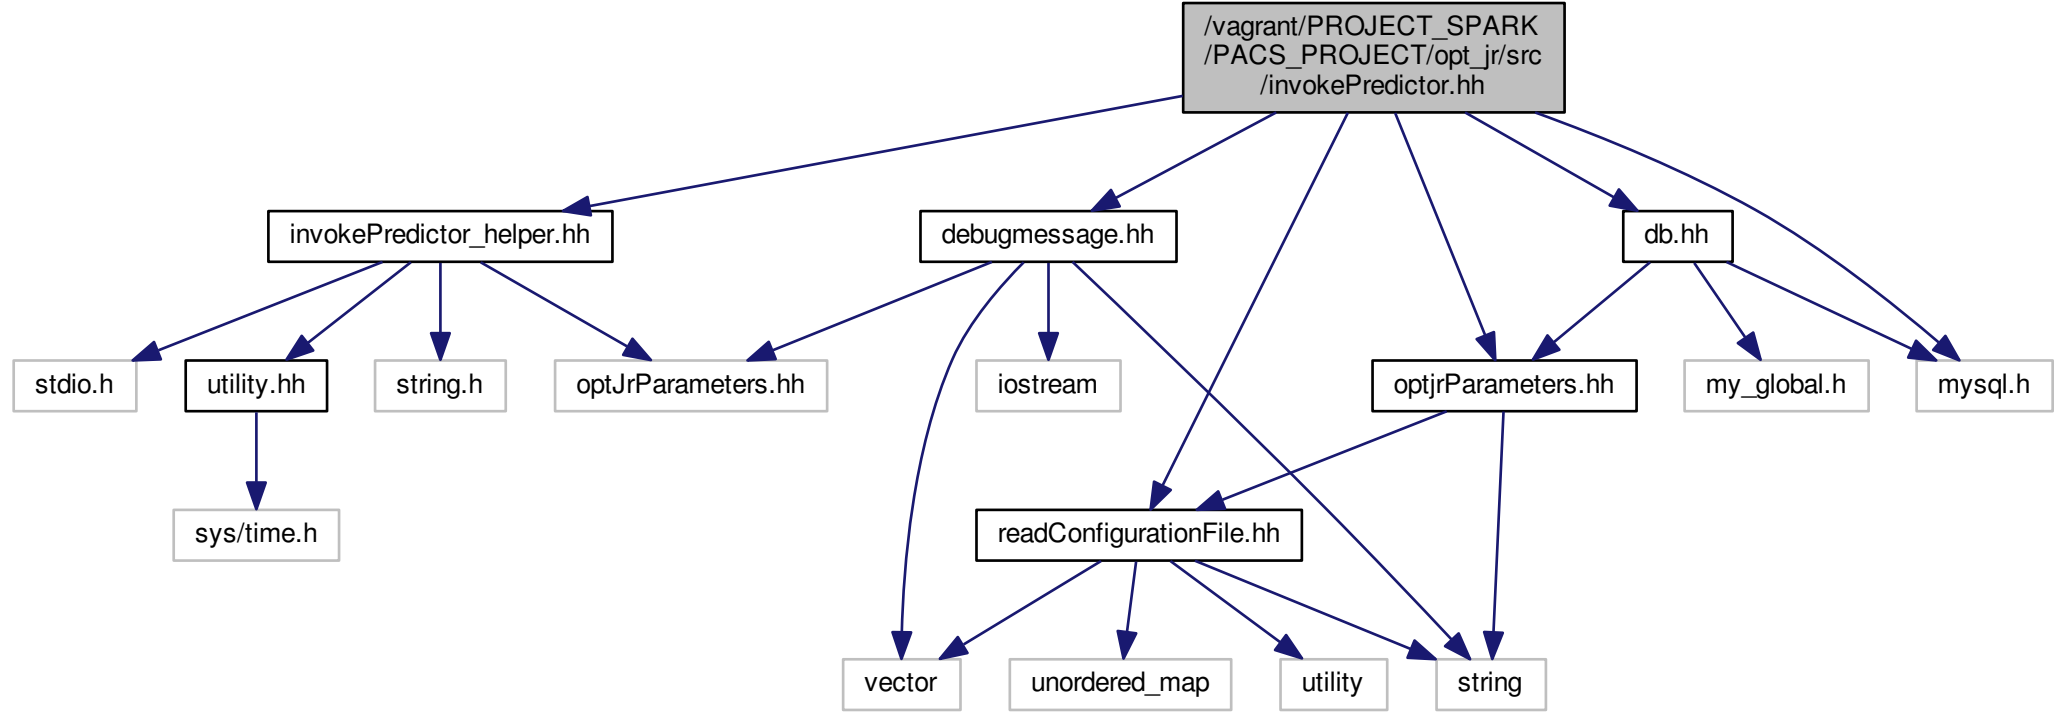 /vagrant/PROJECT_SPARK
/PACS_PROJECT/opt_jr/src
/invokePredictor.hh
invokePredictor_helper.hh
debugmessage.hh
db.hh
stdio.h
utility.hh
string.h
optJrParameters.hh
iostream
optjrParameters.hh
my_global.h
mysql.h
sys/time.h
readConfigurationFile.hh
vector
unordered_map
utility
string